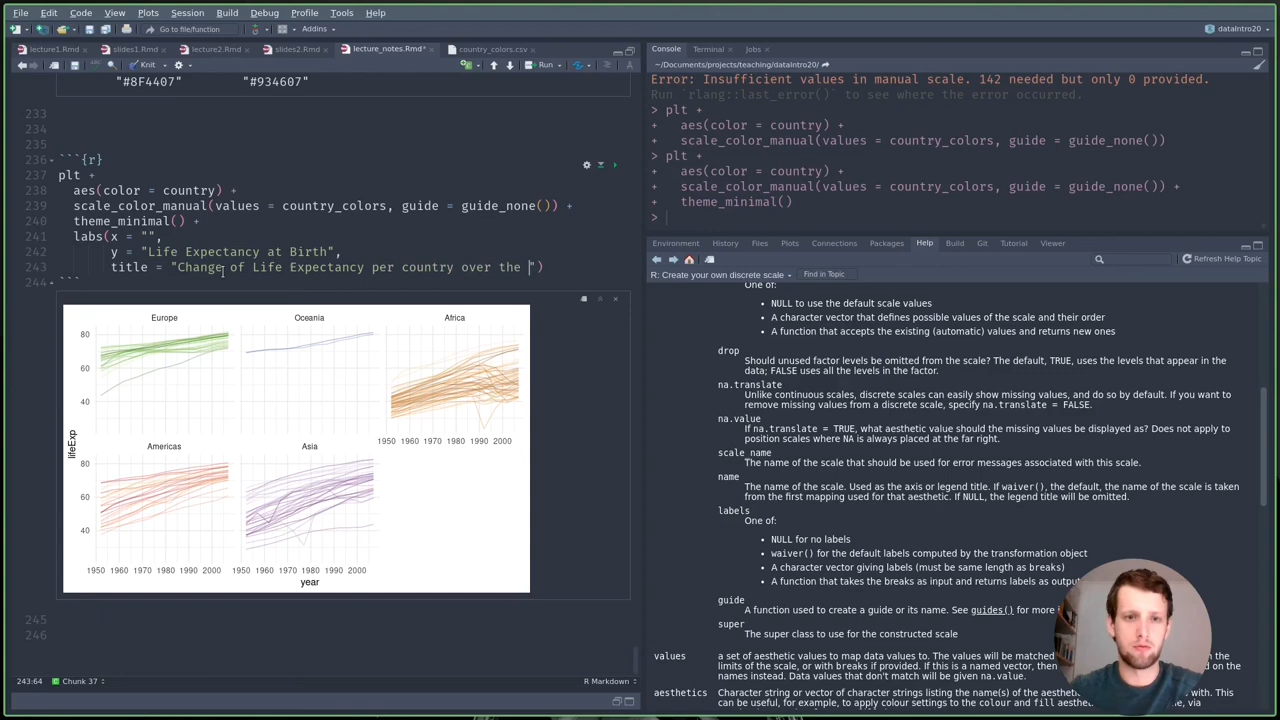 File Edit Code View Plots Session Build Debug Profile Tools Help
Go to file/function Addins dataIntro20
lecture1.Rmd slides1.Rmd lecture2.Rmd slides2.Rmd lecture_notes.Rmd* country_colors.csv
Knit Run
"#8F4407" "#934607"
233
234
235
236 ```{r}
237 plt +
238 aes(color = country) +
239 scale_color_manual(values = country_colors, guide = guide_none()) +
240 theme_minimal() +
241 labs(x = "",
242 y = "Life Expectancy at Birth",
243 title = "Change of Life Expectancy per country over the ")
244 ```
Europe Oceania Africa
80
60
40
1950 1960 1970 1980 1990 2000
Americas Asia
lifeExp
80
60
40
1950 1960 1970 1980 1990 2000 1950 1960 1970 1980 1990 2000
year
245
246
243:64 Chunk 37 R Markdown
Console Terminal Jobs
~/Documents/projects/teaching/dataIntro20/
Error: Insufficient values in manual scale. 142 needed but only 0 provided.
Run `rlang::last_error()` to see where the error occurred.
> plt +
+ aes(color = country) +
+ scale_color_manual(values = country_colors, guide = guide_none())
> plt +
+ aes(color = country) +
+ scale_color_manual(values = country_colors, guide = guide_none()) +
+ theme_minimal()
>
Environment History Files Plots Connections Packages Help Build Git Tutorial Viewer
Refresh Help Topic
R: Create your own discrete scale Find in Topic
One of:
• NULL to use the default scale values
• A character vector that defines possible values of the scale and their order
• A function that accepts the existing (automatic) values and returns new ones
drop
Should unused factor levels be omitted from the scale? The default, TRUE, uses the levels that appear in the
data; FALSE uses all the levels in the factor.
na.translate
Unlike continuous scales, discrete scales can easily show missing values, and do so by default. If you want to
remove missing values from a discrete scale, specify na.translate = FALSE.
na.value
If na.translate = TRUE, what aesthetic value should the missing values be displayed as? Does not apply to
position scales where NA is always placed at the far right.
scale_name
The name of the scale that should be used for error messages associated with this scale.
name
The name of the scale. Used as the axis or legend title. If waiver(), the default, the name of the scale is taken
from the first mapping used for that aesthetic. If NULL, the legend title will be omitted.
labels
One of:
• NULL for no labels
• waiver() for the default labels computed by the transformation object
• A character vector giving labels (must be same length as breaks)
• A function that takes the breaks as input and returns labels as output
guide
A function used to create a guide or its name. See guides() for more
super
The super class to use for the constructed scale
values a set of aesthetic values to map data values to. The values will be matched
limits of the scale, or with breaks if provided. If this is a named vector, then on the
names instead. Data values that don't match will be given na.value.
aesthetics Character string or vector of character strings listing the name(s) of the with. This
can be useful, for example, to apply colour settings to the colour and fill via